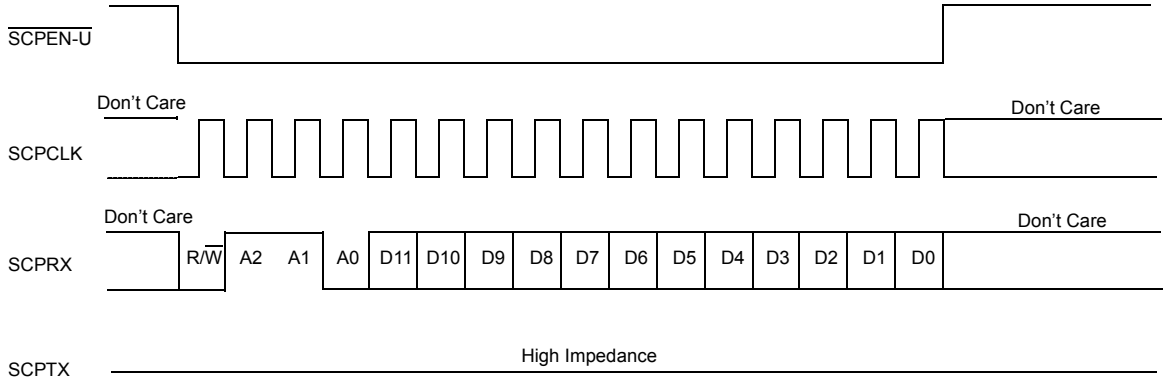 SCPEN-U
Don't Care
Don't Care
SCPCLK
Don't Care
Don't Care
SCPRX
R/W A2 A1 A0 D11 D10 D9 D8 D7 D6 D5 D4 D3 D2 D1 D0
High Impedance
SCPTX